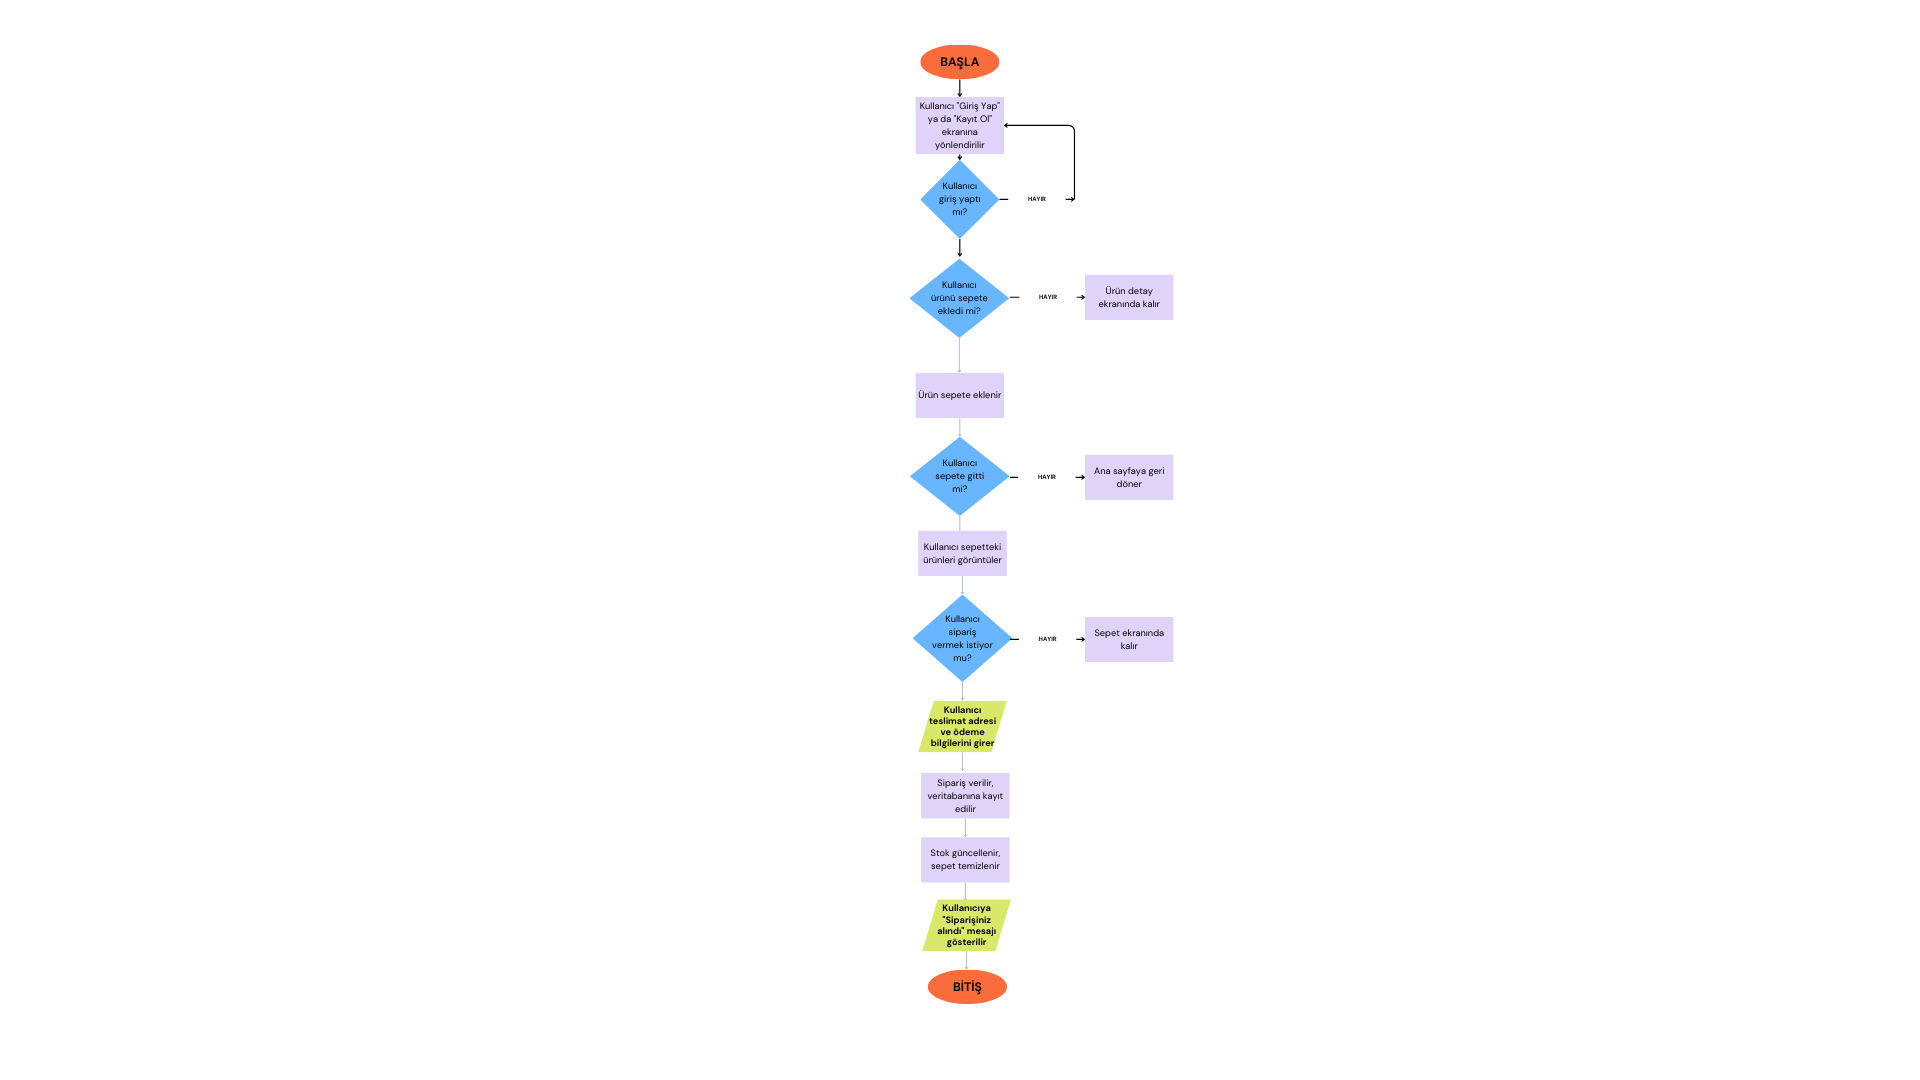 BAŞLA
Kullanıcı "Giriş Yap"
ya da "Kayıt Ol"
ekranına
yönlendirilir
Kullanıcı
giriş yaptı
mı?
HAYIR
Kullanıcı
ürünü sepete
ekledi mi?
HAYIR
Ürün detay
ekranında kalır
Ürün sepete eklenir
Kullanıcı
sepete gitti
mi?
HAYIR
Ana sayfaya geri
döner
Kullanıcı sepetteki
ürünleri görüntüler
Kullanıcı
sipariş
vermek istiyor
mu?
HAYIR
Sepet ekranında
kalır
Kullanıcı
teslimat adresi
ve ödeme
bilgilerini girer
Sipariş verilir,
veritabanına kayıt
edilir
Stok güncellenir,
sepet temizlenir
Kullanıcıya
"Siparişiniz
alındı" mesajı
gösterilir
BİTİŞ